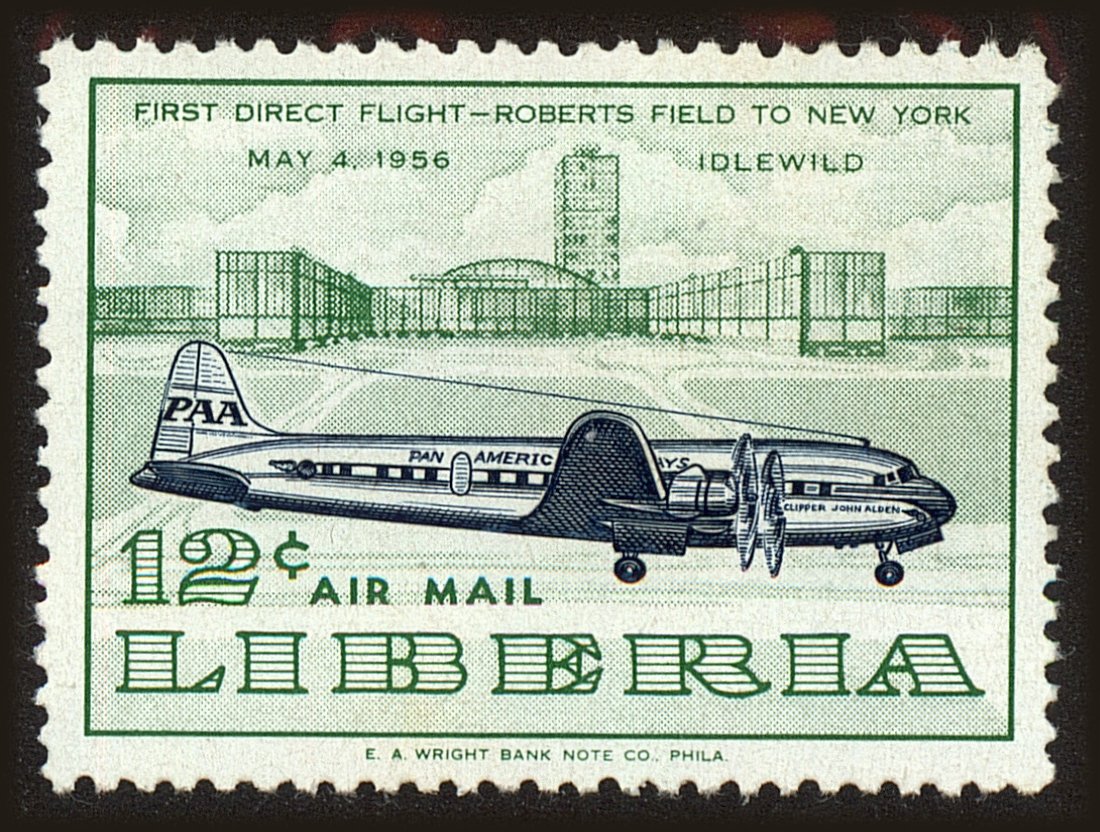 FIRST DIRECT FLIGHT—ROBERTS FIELD TO NEW YORK
MAY 4, 1956 IDLEWILD
PAA
PAN AMERIC AYS
CLIPPER JOHN ALDEN
12¢ AIR MAIL
LIBERIA
E. A. WRIGHT BANK NOTE CO., PHILA.